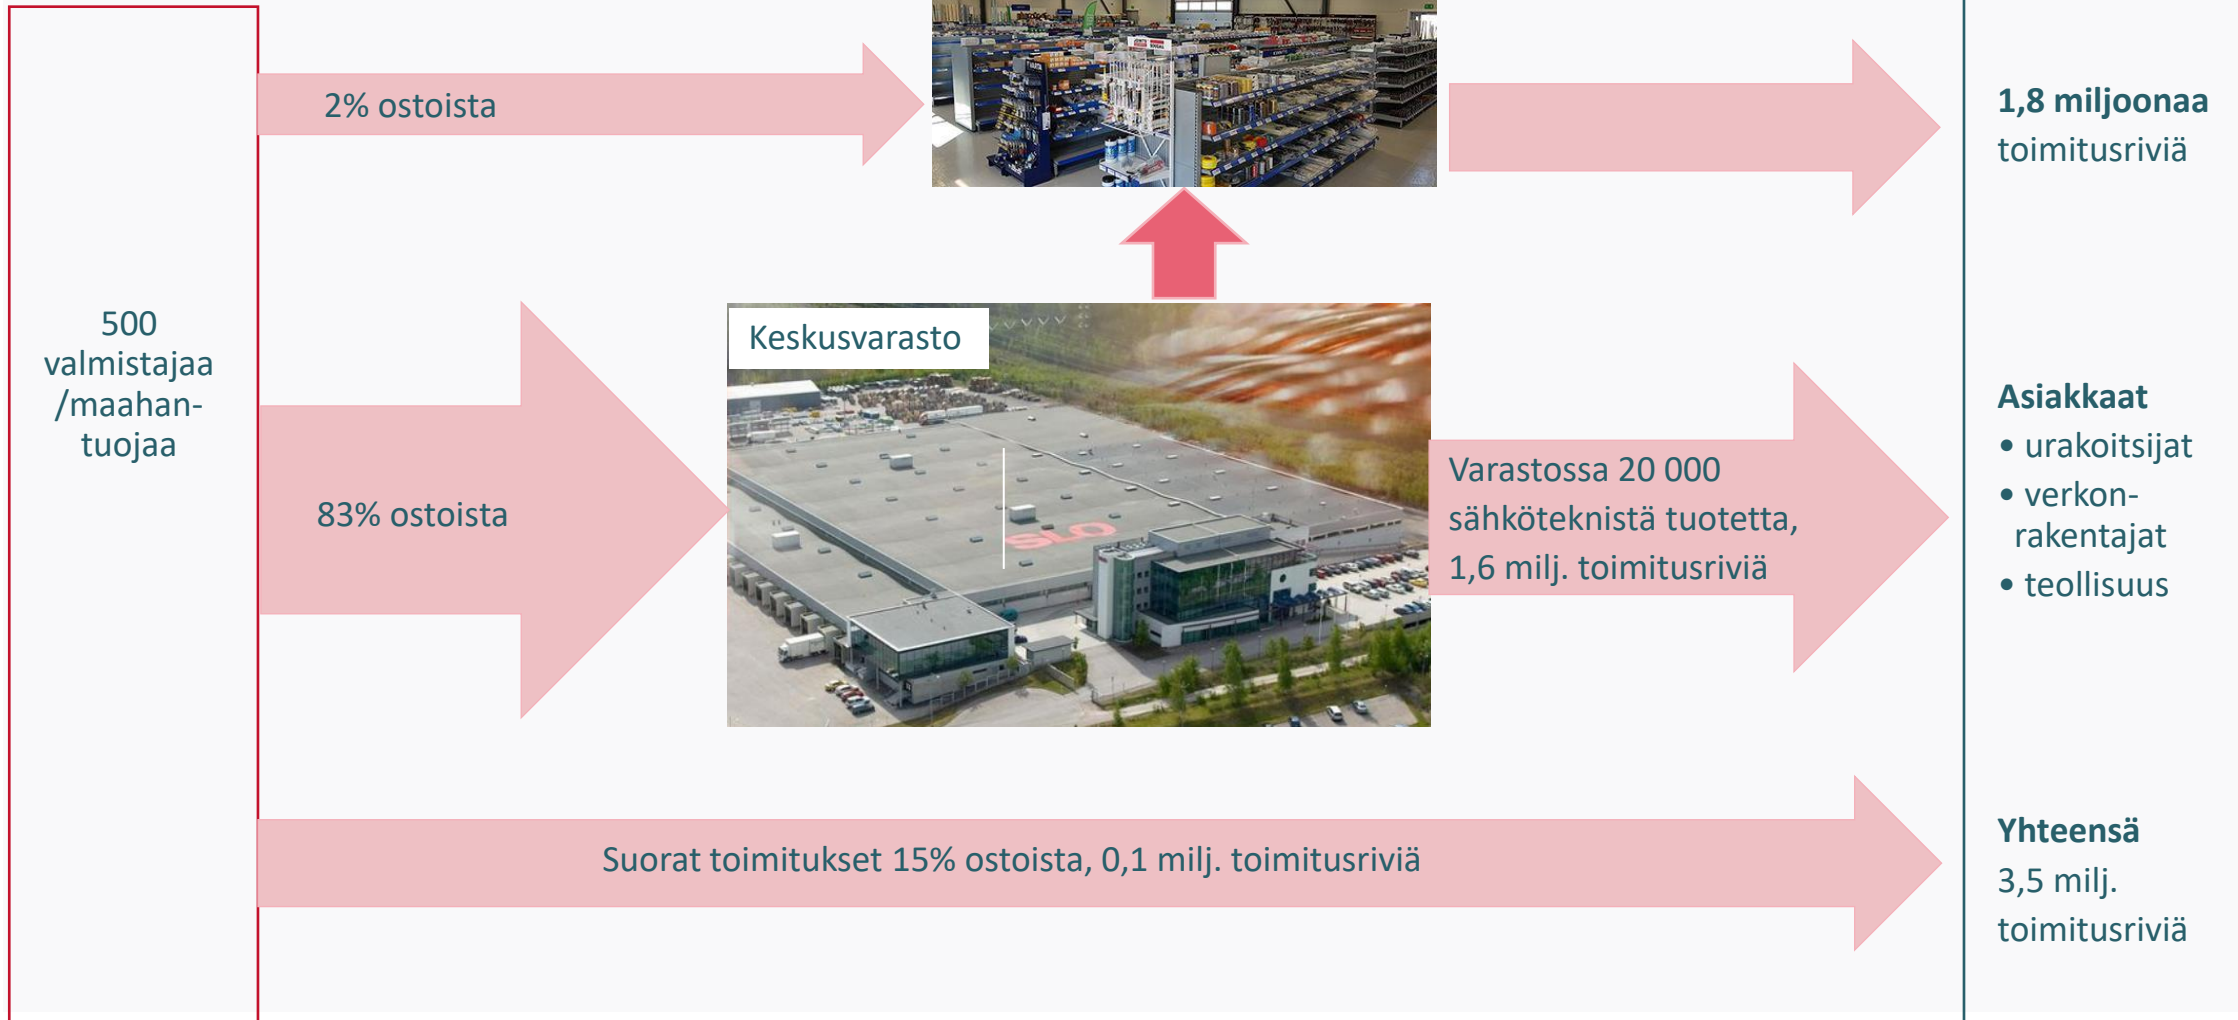 2% ostoista
1,8 miljoonaa
toimitusriviä
500
valmistajaa
/maahan-
tuojaa
83% ostoista
Keskusvarasto
SLO
Varastossa 20 000
sähköteknistä tuotetta,
1,6 milj. toimitusriviä
Asiakkaat
• urakoitsijat
• verkon-
rakentajat
• teollisuus
Suorat toimitukset 15% ostoista, 0,1 milj. toimitusriviä
Yhteensä
3,5 milj.
toimitusriviä